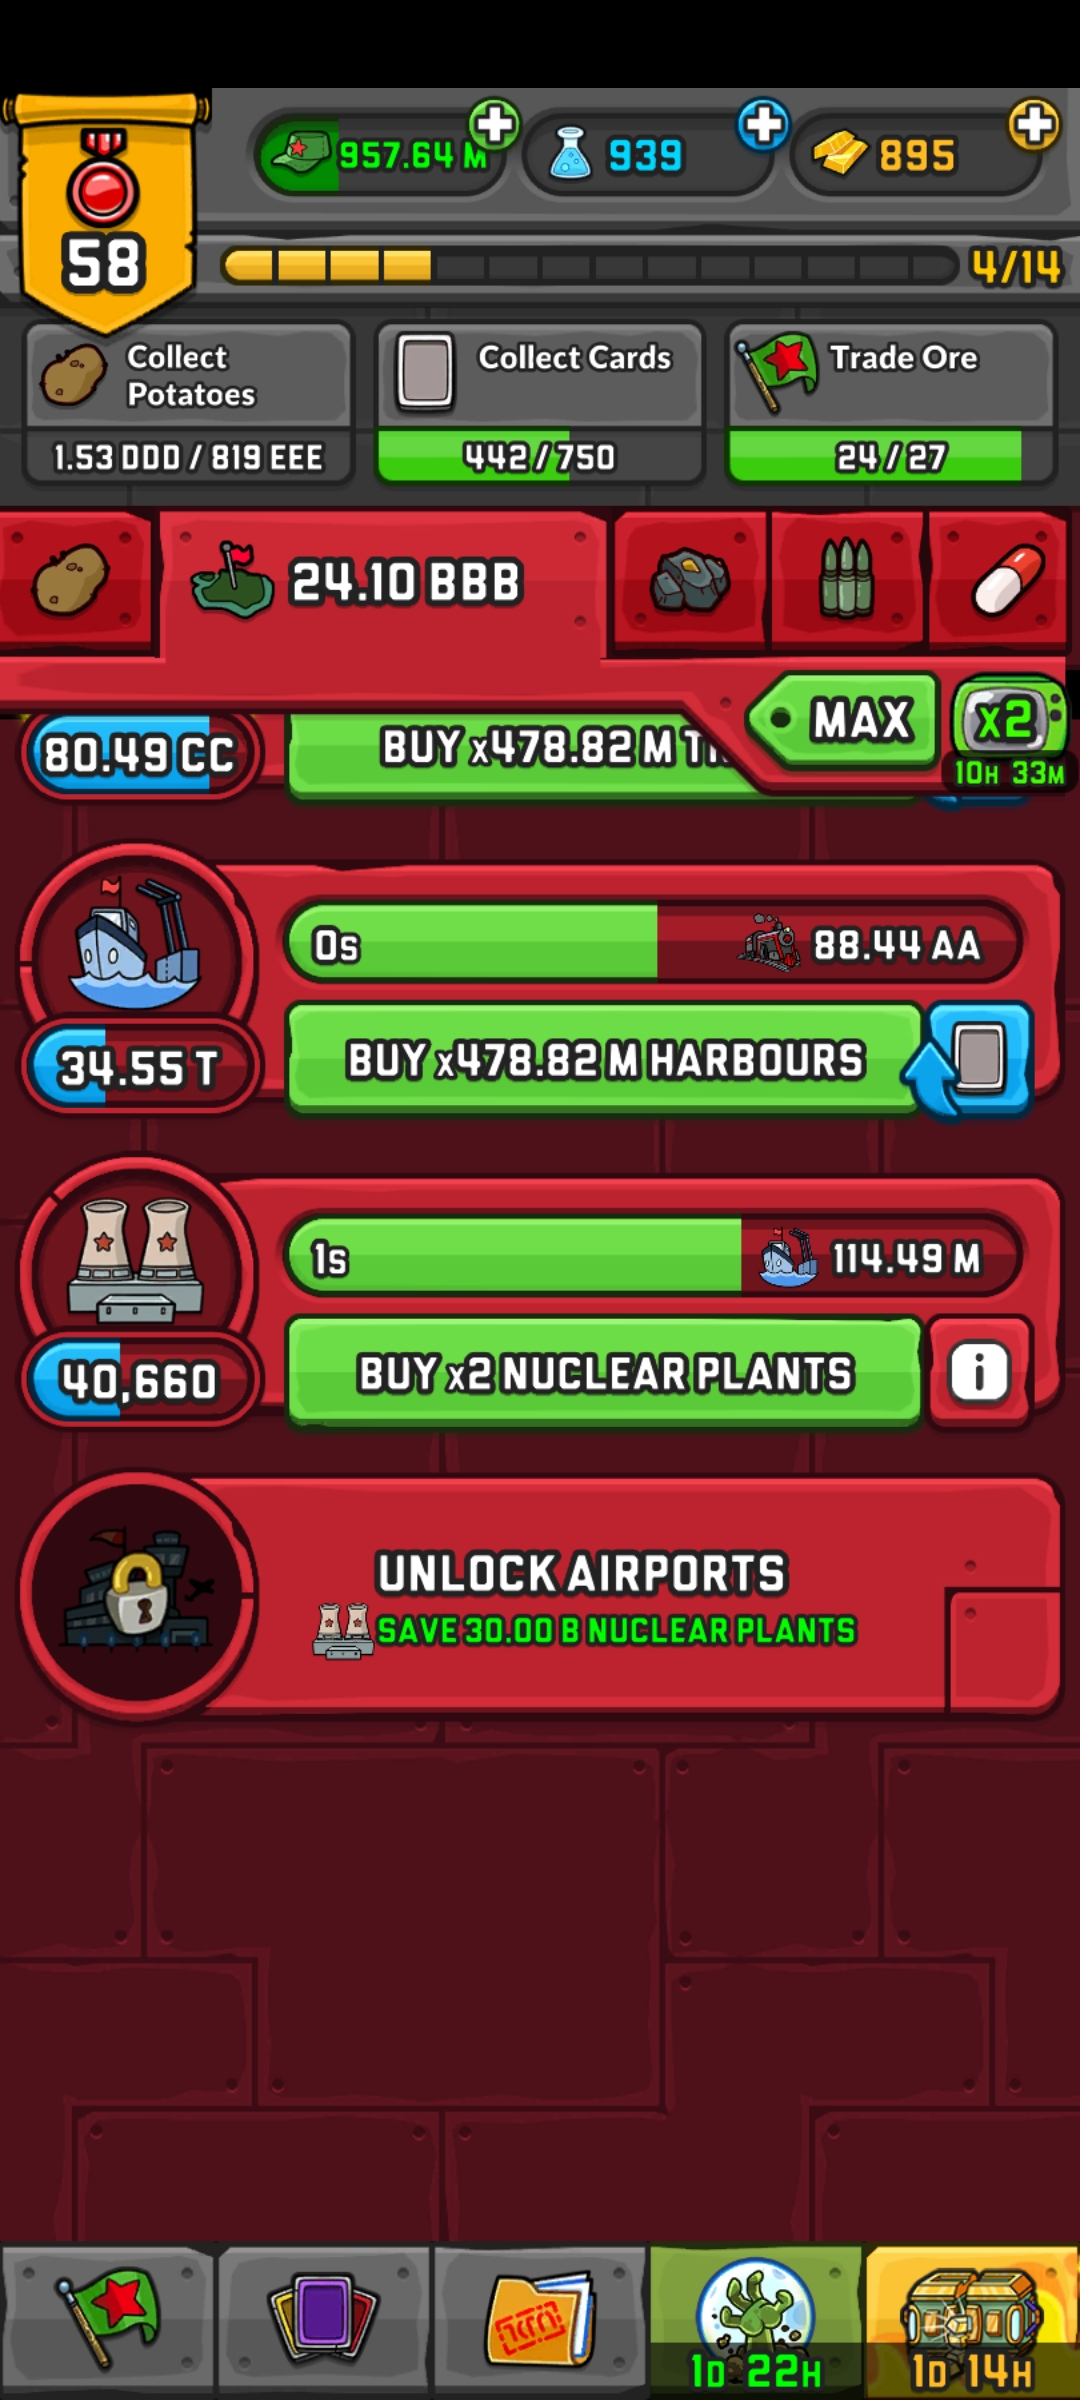 957.64 M
939
895
58
4/14
Collect
Potatoes
1.53 DDD / 819 EEE
Collect Cards
442/750
Trade Ore
24/27
24.10 BBB
MAX
x2
10H 33M
80.49 CC
BUY x478.82 M
0s
88.44 AA
34.55 T
BUY x478.82 M HARBOURS
1s
114.49 M
40,660
BUY x2 NUCLEAR PLANTS
i
UNLOCK AIRPORTS
SAVE 30.00 B NUCLEAR PLANTS
1D 22H
1D 14H